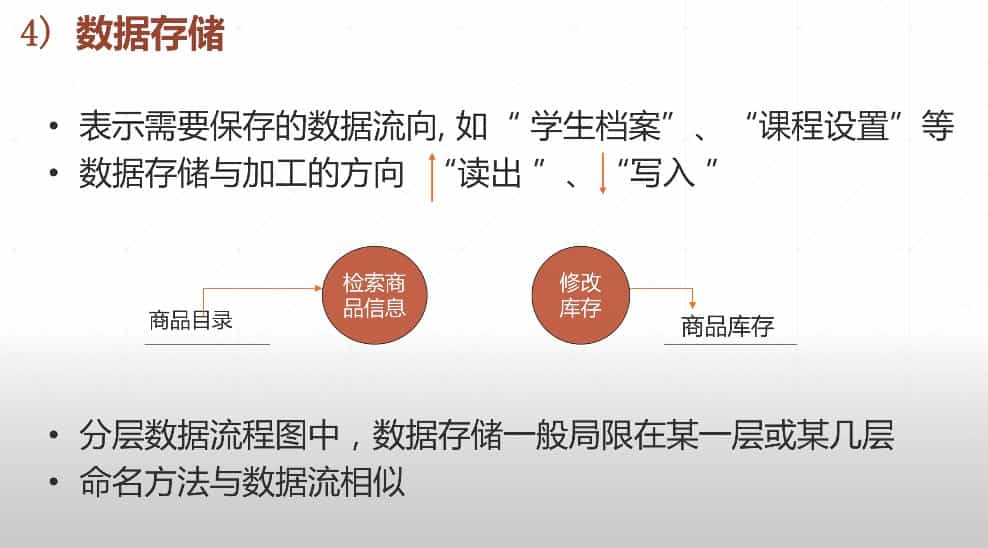 4) 数据存储
• 表示需要保存的数据流向, 如“ 学生档案”、 “课程设置”等
• 数据存储与加工的方向 “读出 ”、 “写入 ”
检索商
品信息
修改
库存
商品目录
商品库存
• 分层数据流程图中，数据存储一般局限在某一层或某几层
• 命名方法与数据流相似